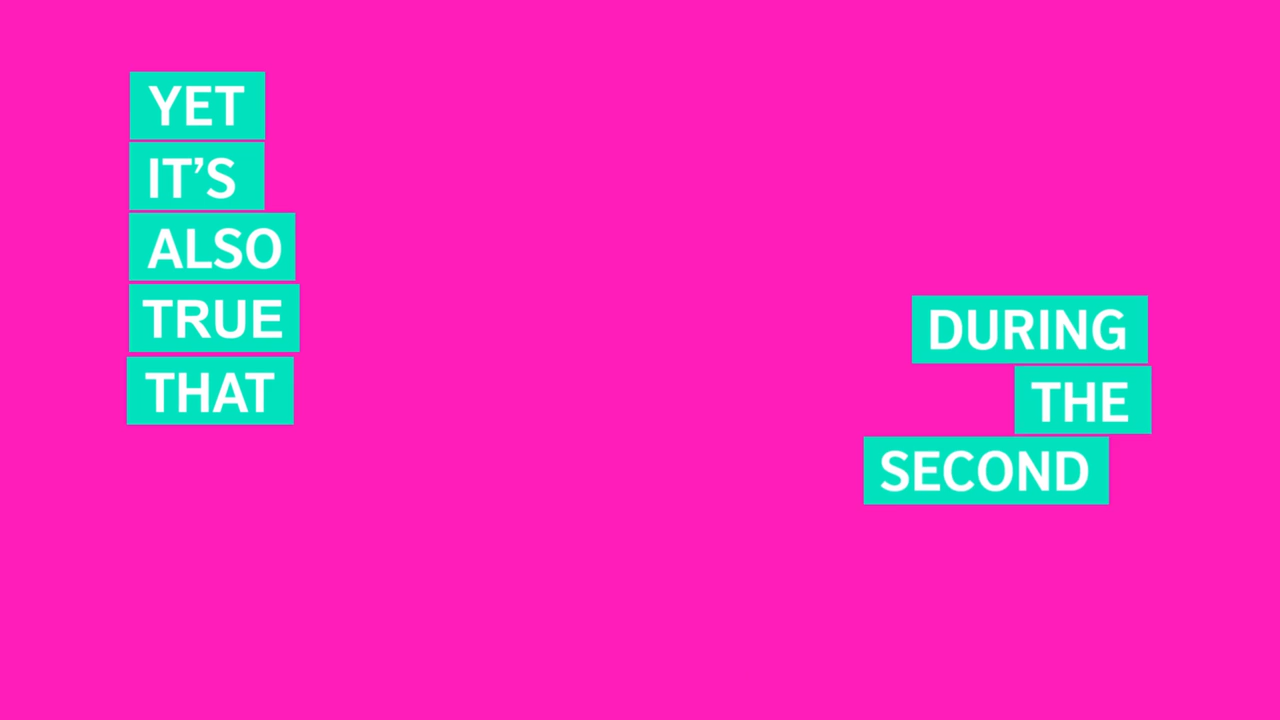 YET
IT’S
ALSO
TRUE
THAT
DURING
THE
SECOND